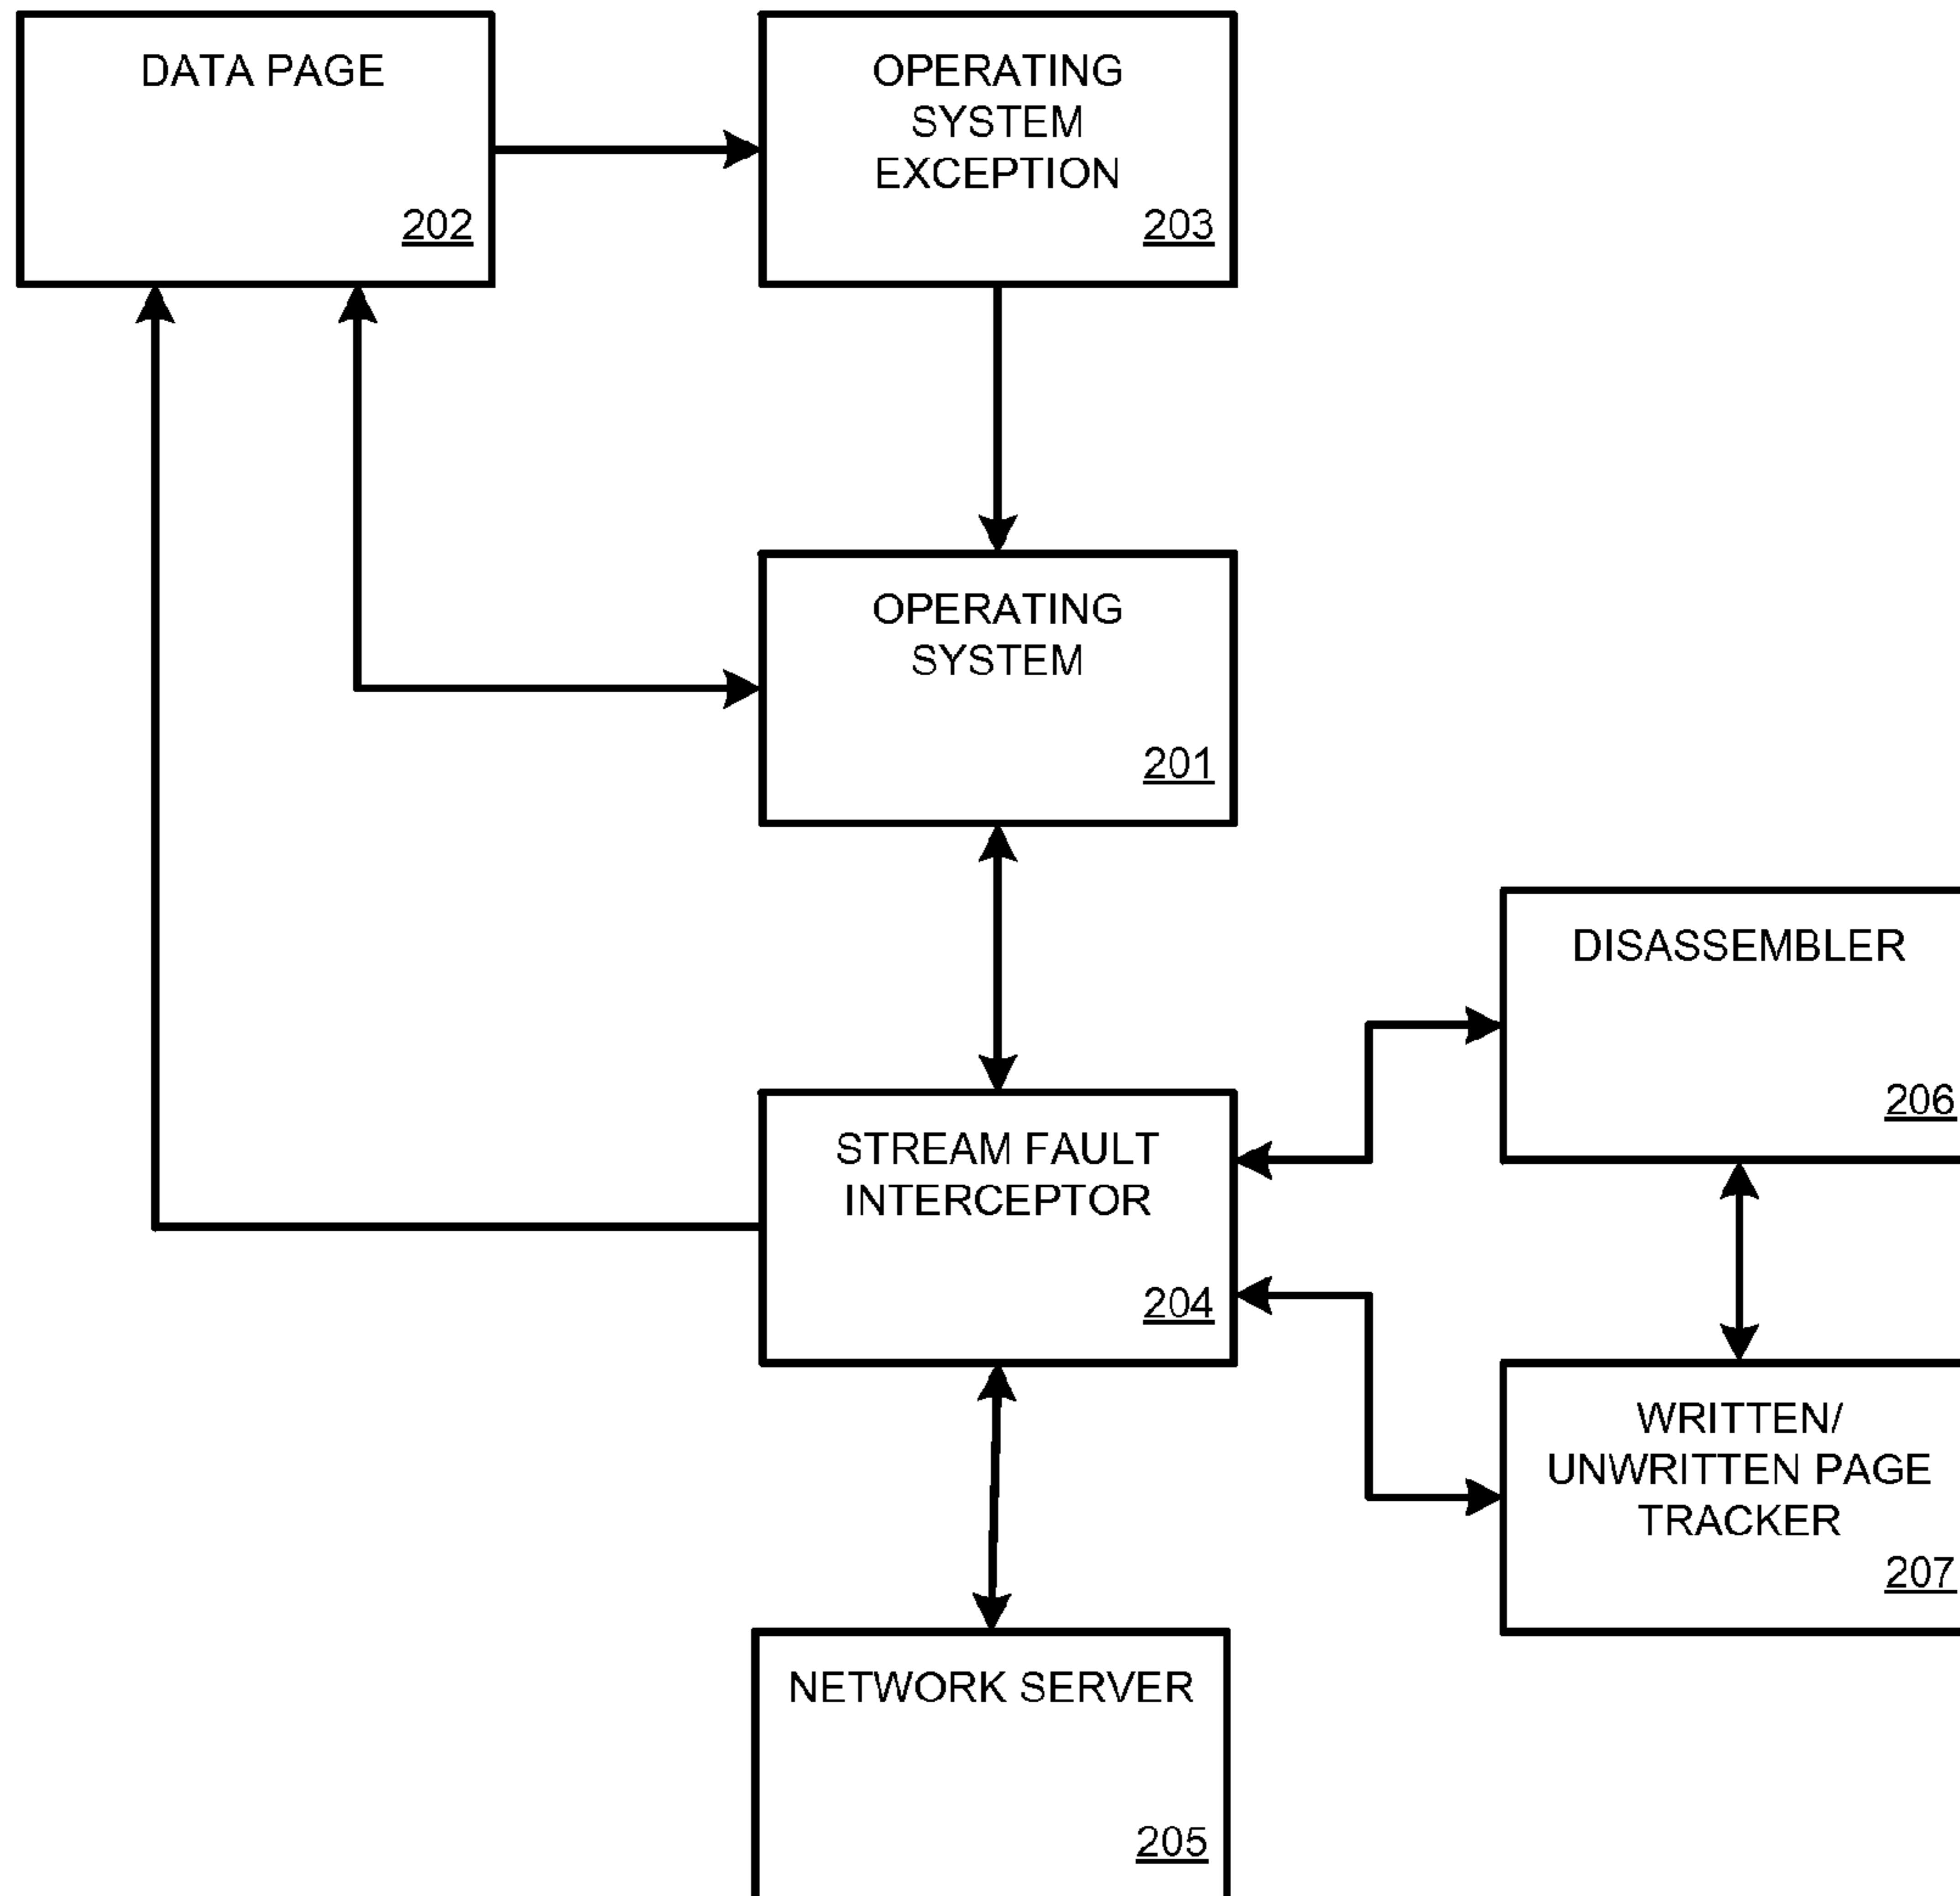 DATA PAGE
202
OPERATING
SYSTEM
EXCEPTION
203
OPERATING
SYSTEM
201
DISASSEMBLER
206
STREAM FAULT
INTERCEPTOR
204
WRITTEN/
UNWRITTEN PAGE
TRACKER
207
NETWORK SERVER
205